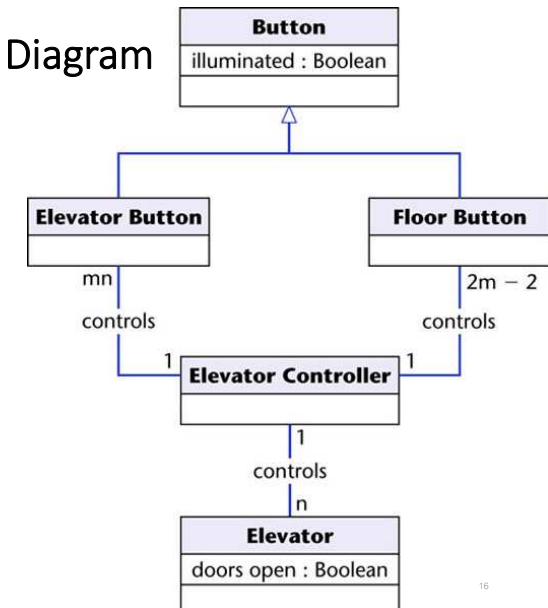 Button
Diagram
illuminated : Boolean
Elevator Button
Floor Button
mn
2m − 2
controls
controls
1
1
Elevator Controller
1
controls
n
Elevator
doors open : Boolean
16